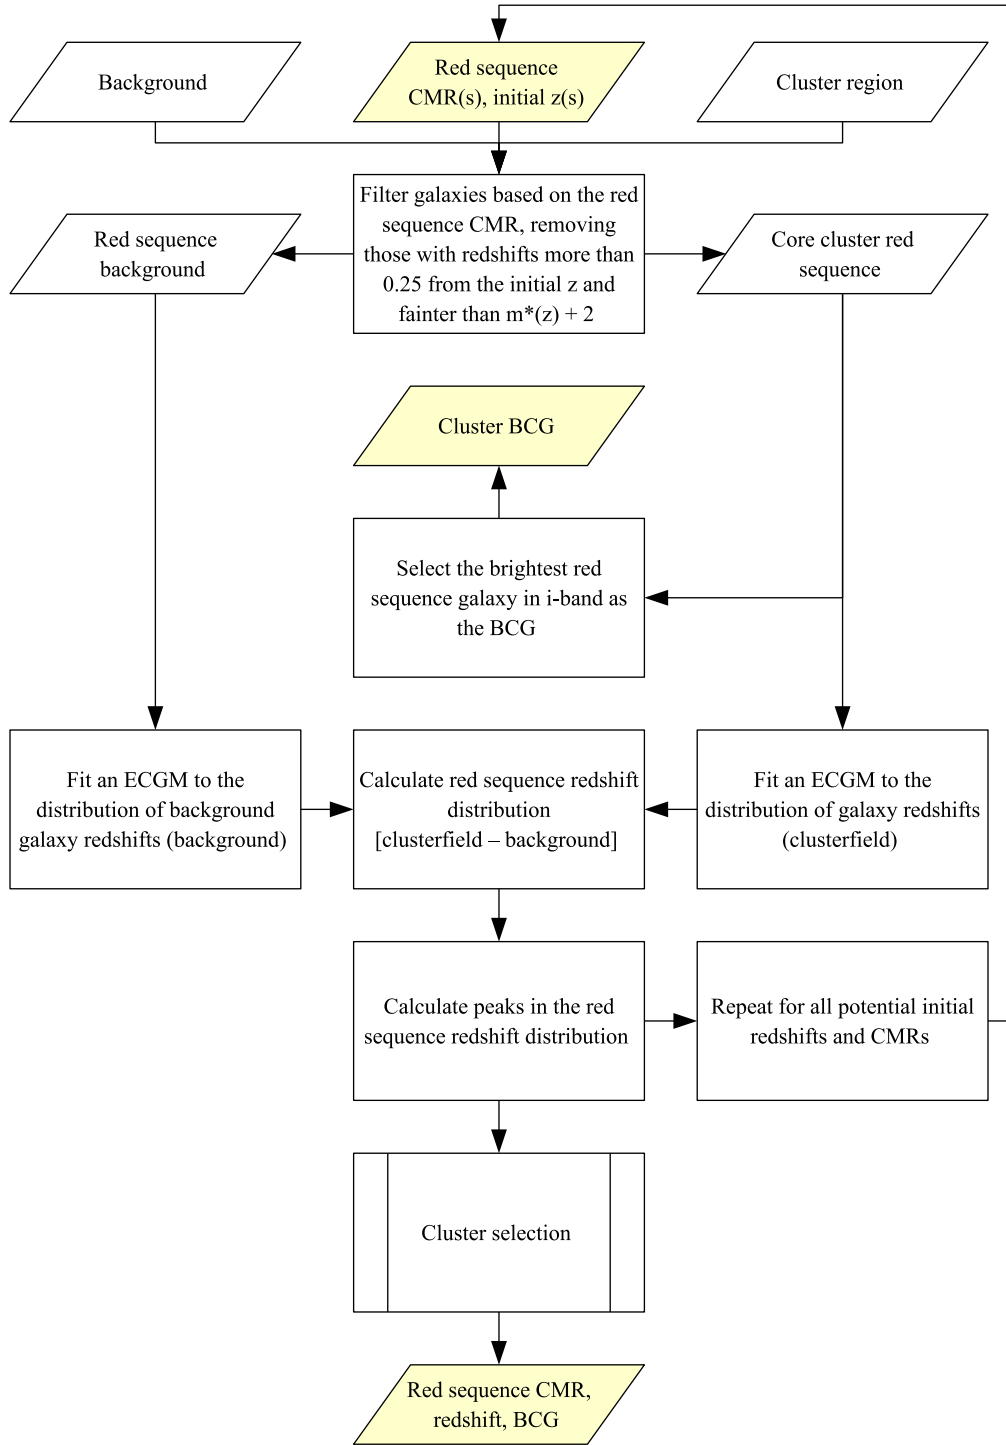 Background
Red sequence
CMR(s), initial z(s)
Cluster region
Filter galaxies based on the red
sequence CMR, removing
those with redshifts more than
0.25 from the initial z and
fainter than m*(z) + 2
Red sequence
background
Core cluster red
sequence
Cluster BCG
Select the brightest red
sequence galaxy in i-band as
the BCG
Fit an ECGM to the
distribution of background
galaxy redshifts (background)
Calculate red sequence redshift
distribution
[clusterfield – background]
Fit an ECGM to the
distribution of galaxy redshifts
(clusterfield)
Calculate peaks in the red
sequence redshift distribution
Repeat for all potential initial
redshifts and CMRs
Cluster selection
Red sequence CMR,
redshift, BCG